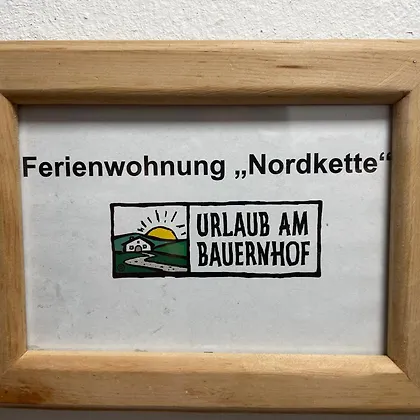 Ferienwohnung „Nordkette“
URLAUB AM
BAUERNHOF